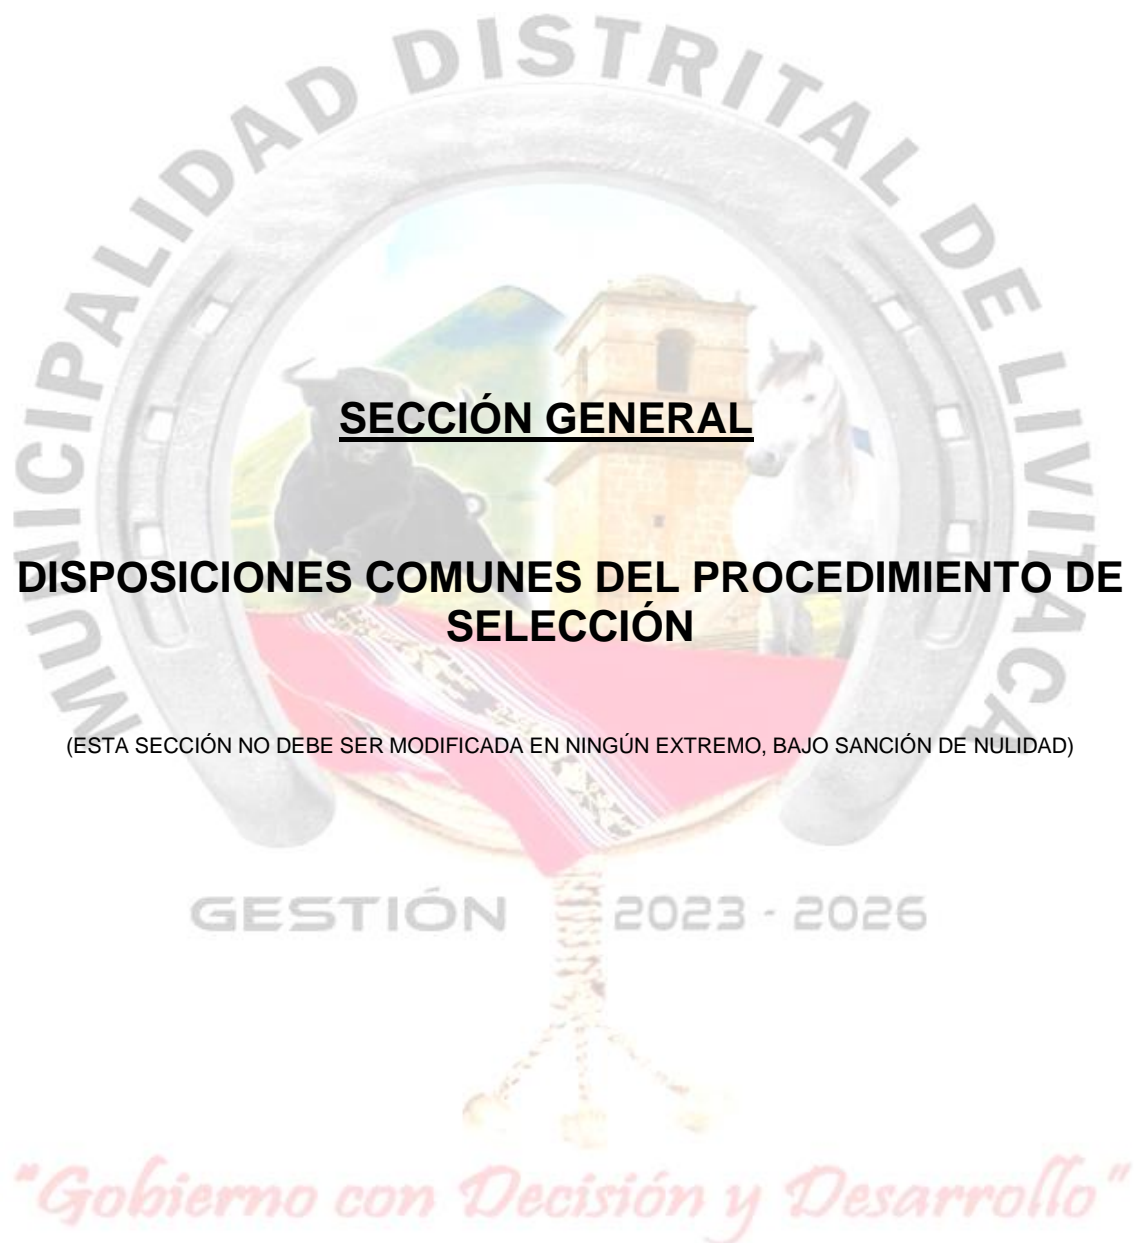 MUNICIPALIDAD DISTRITAL DE LIVITACA
SECCIÓN GENERAL
DISPOSICIONES COMUNES DEL PROCEDIMIENTO DE
SELECCIÓN
(ESTA SECCIÓN NO DEBE SER MODIFICADA EN NINGÚN EXTREMO, BAJO SANCIÓN DE NULIDAD)
GESTIÓN 2023 - 2026
"Gobierno con Decisión y Desarrollo"